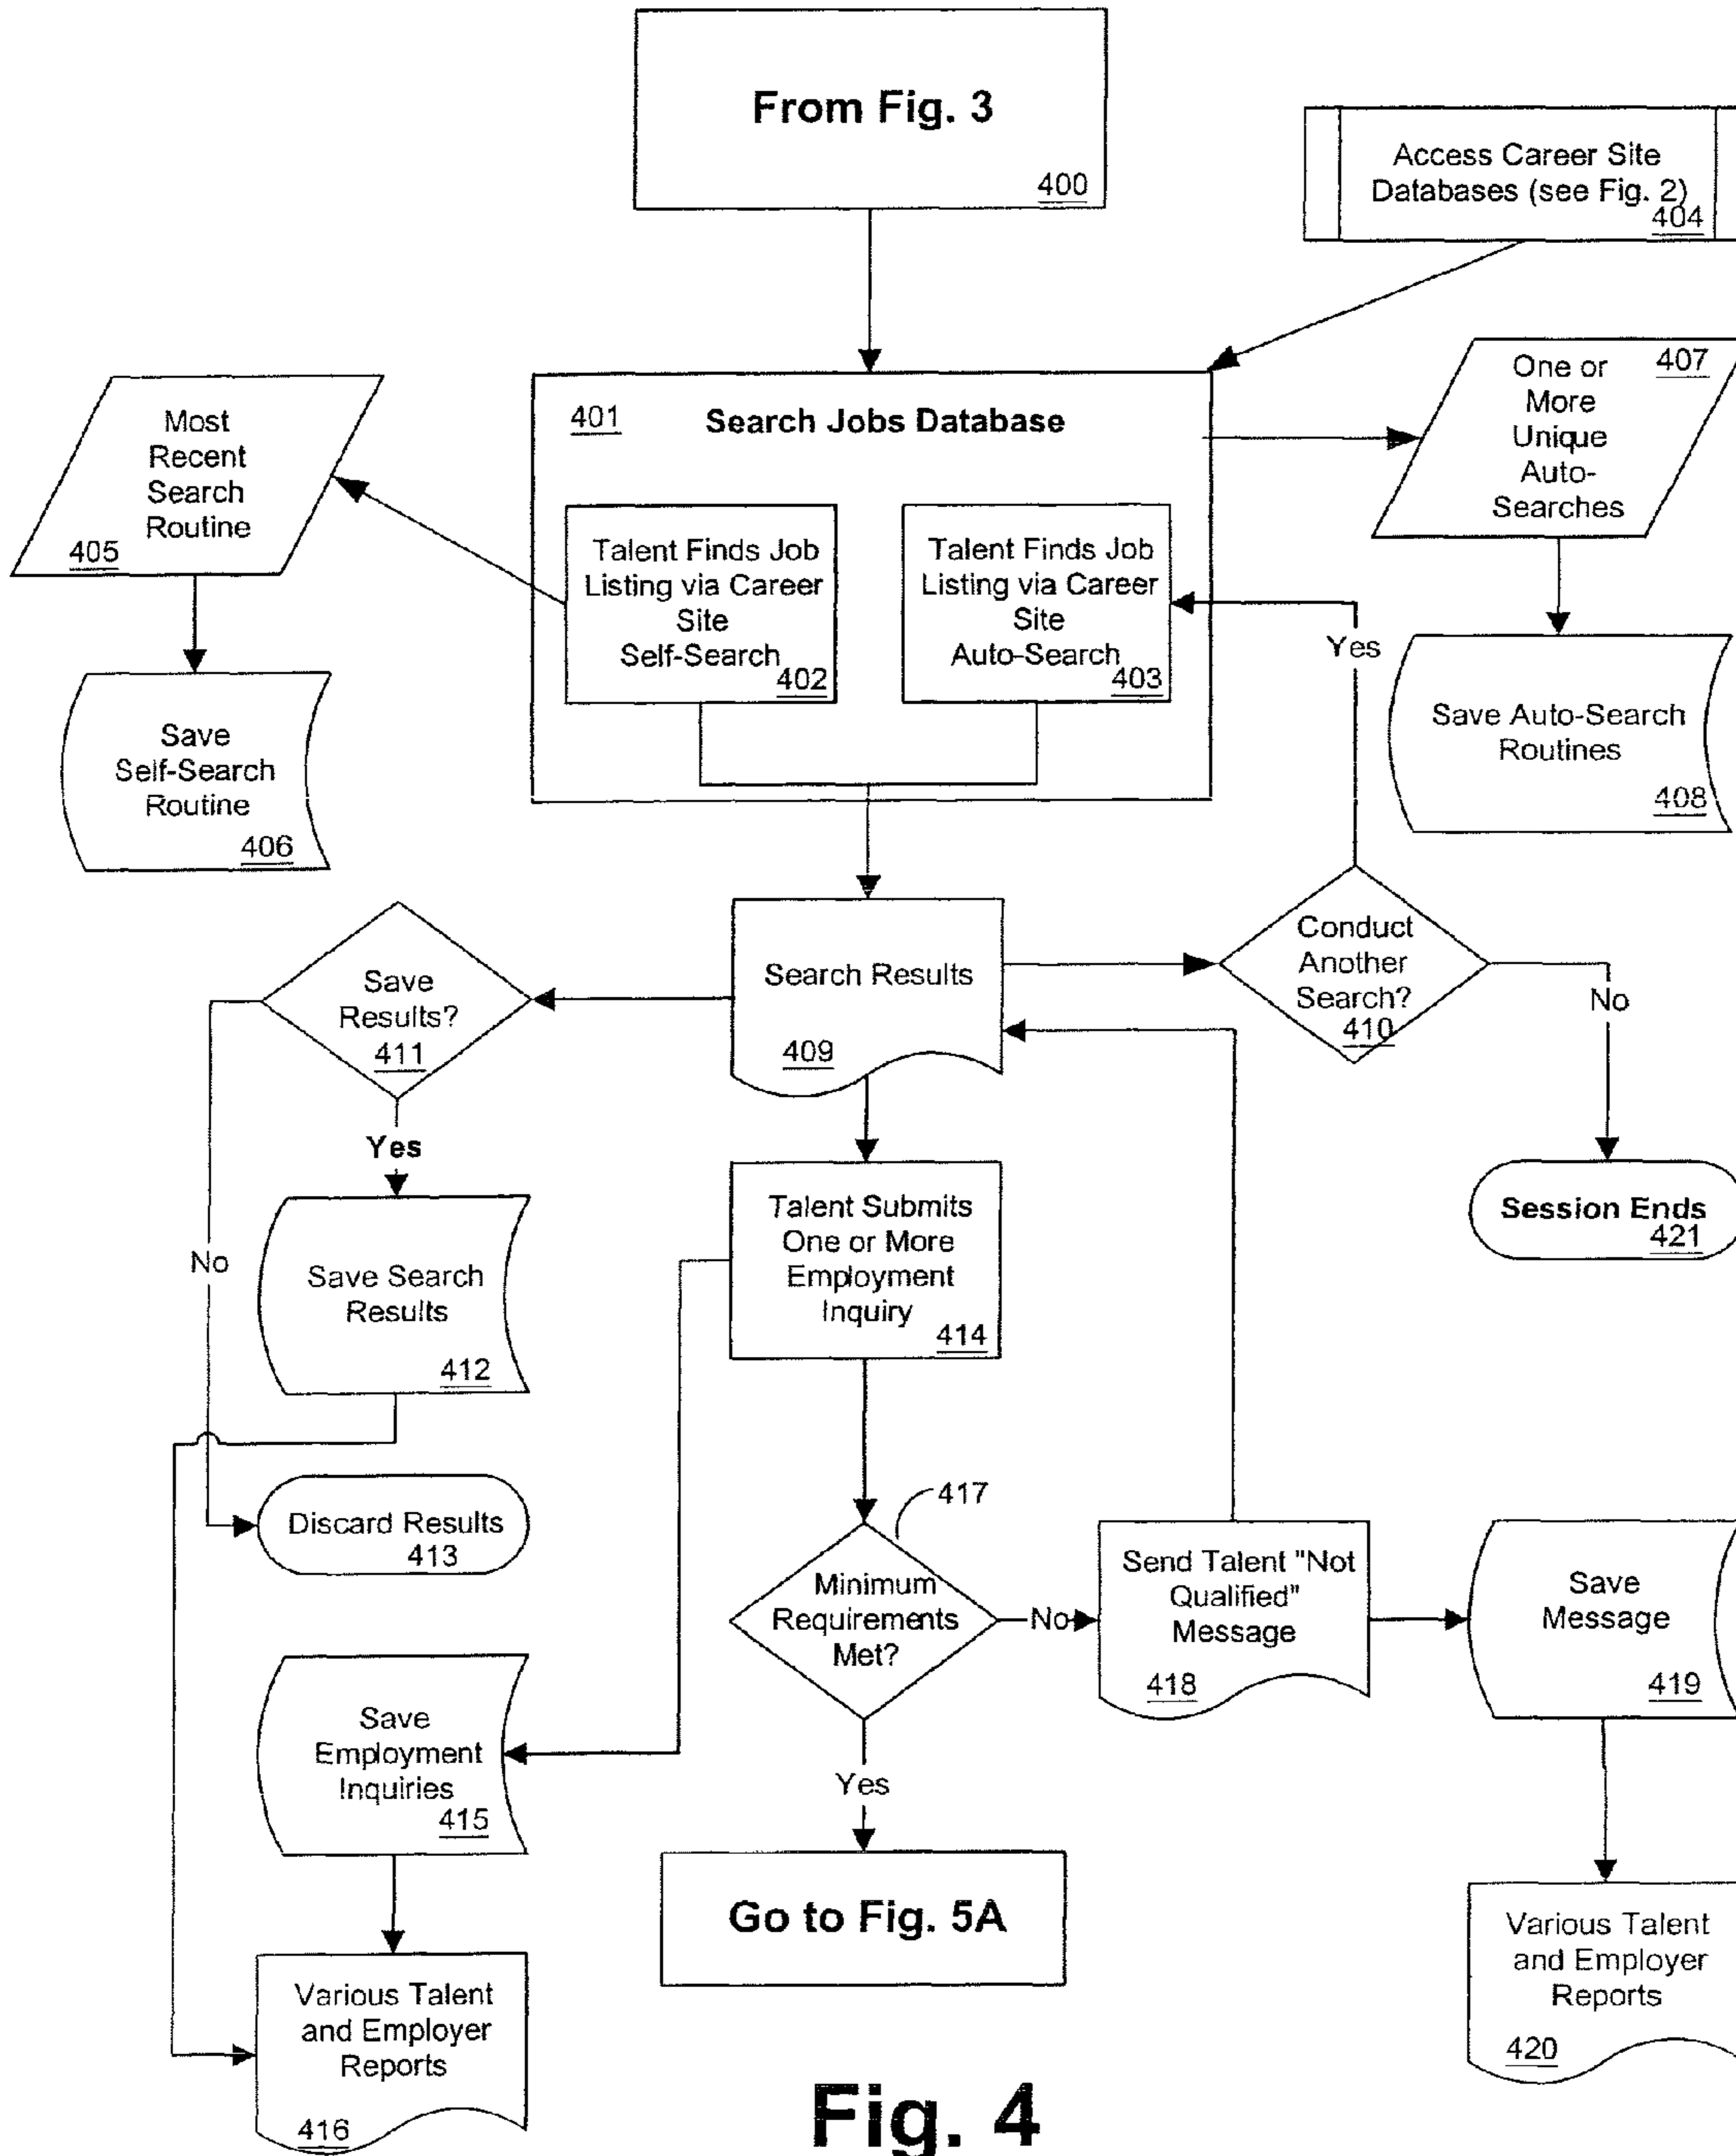 From Fig. 3
400
Access Career Site
Databases (see Fig. 2)
404
401
Search Jobs Database
Most
Recent
Search
Routine
405
Talent Finds Job
Listing via Career
Site
Self-Search
402
Talent Finds Job
Listing via Career
Site
Auto-Search
403
407
One or
More
Unique
Auto-
Searches
Yes
Save
Self-Search
Routine
406
Save Auto-Search
Routines
408
Save
Results?
411
Search Results
409
Conduct
Another
Search?
410
No
Yes
No
Save Search
Results
412
Talent Submits
One or More
Employment
Inquiry
414
Session Ends
421
Discard Results
413
417
Minimum
Requirements
Met?
No
Send Talent "Not
Qualified"
Message
418
Save
Message
419
Save
Employment
Inquiries
415
Yes
Go to Fig. 5A
Various Talent
and Employer
Reports
416
Various Talent
and Employer
Reports
420
Fig. 4